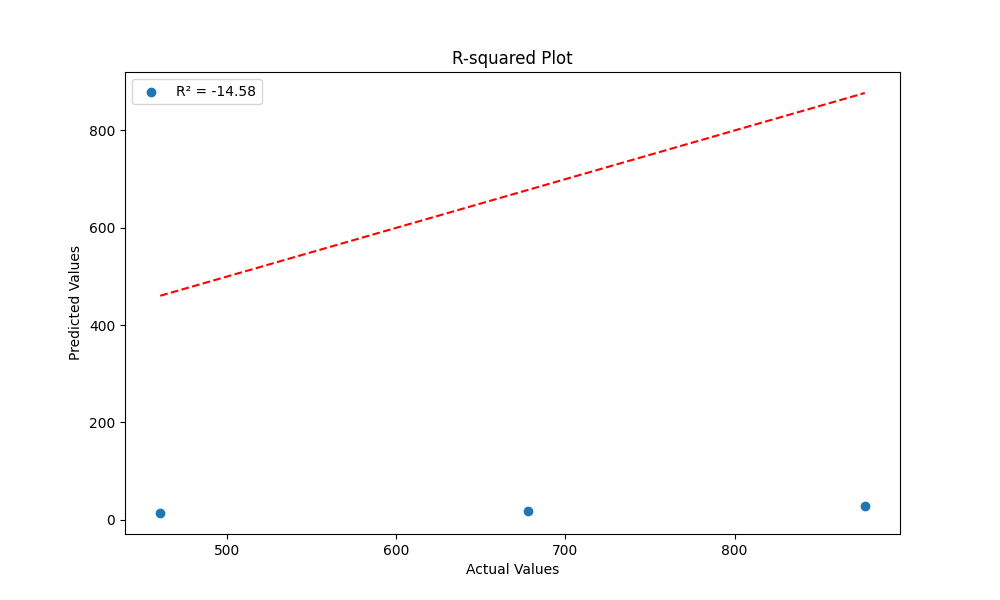 R-squared Plot
R² = -14.58
800
600
400
200
0
Predicted Values
500
600
700
800
Actual Values